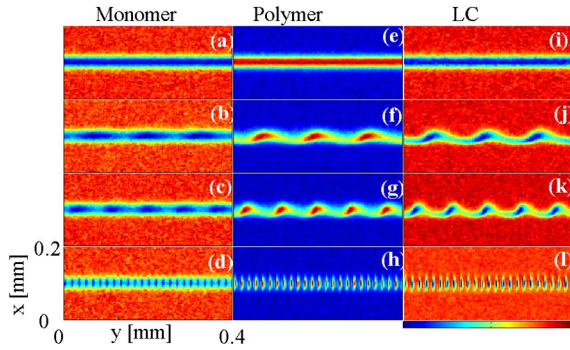 Monomer Polymer LC
(a) (e) (i)
(b) (f) (j)
(c) (g) (k)
0.2
(d) (h) (l)
x [mm]
0
0 y [mm] 0.4